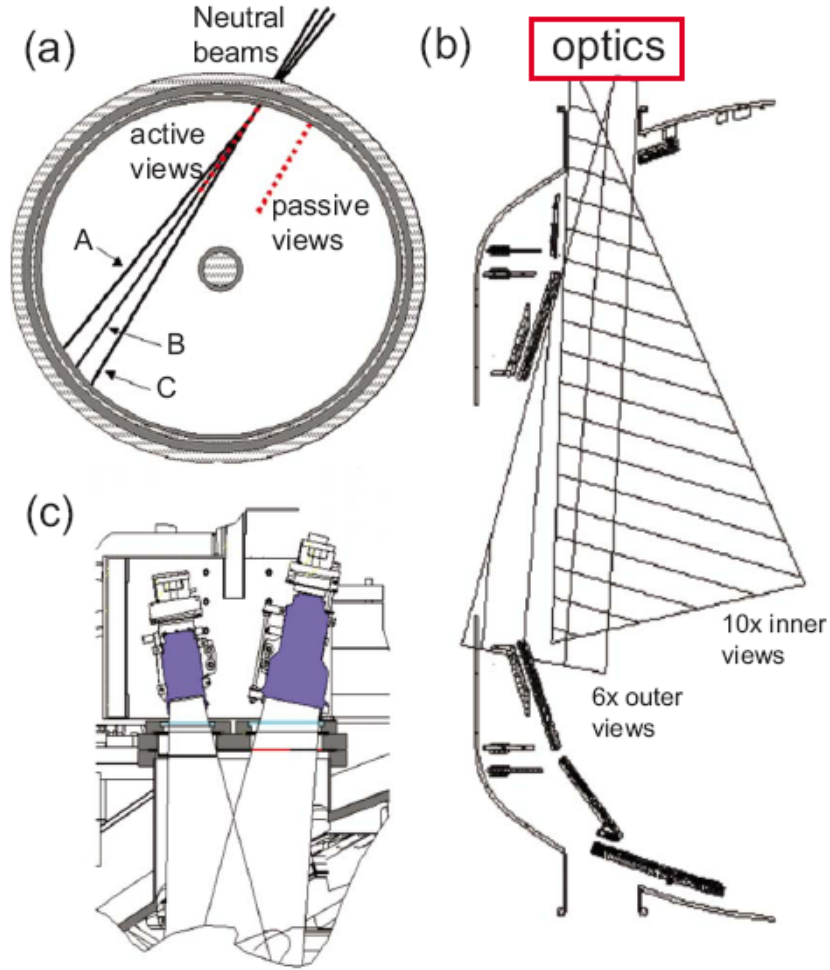 (a)
Neutral
beams
active
views
passive
views
A
B
C
(b)
optics
10x inner
views
6x outer
views
(c)